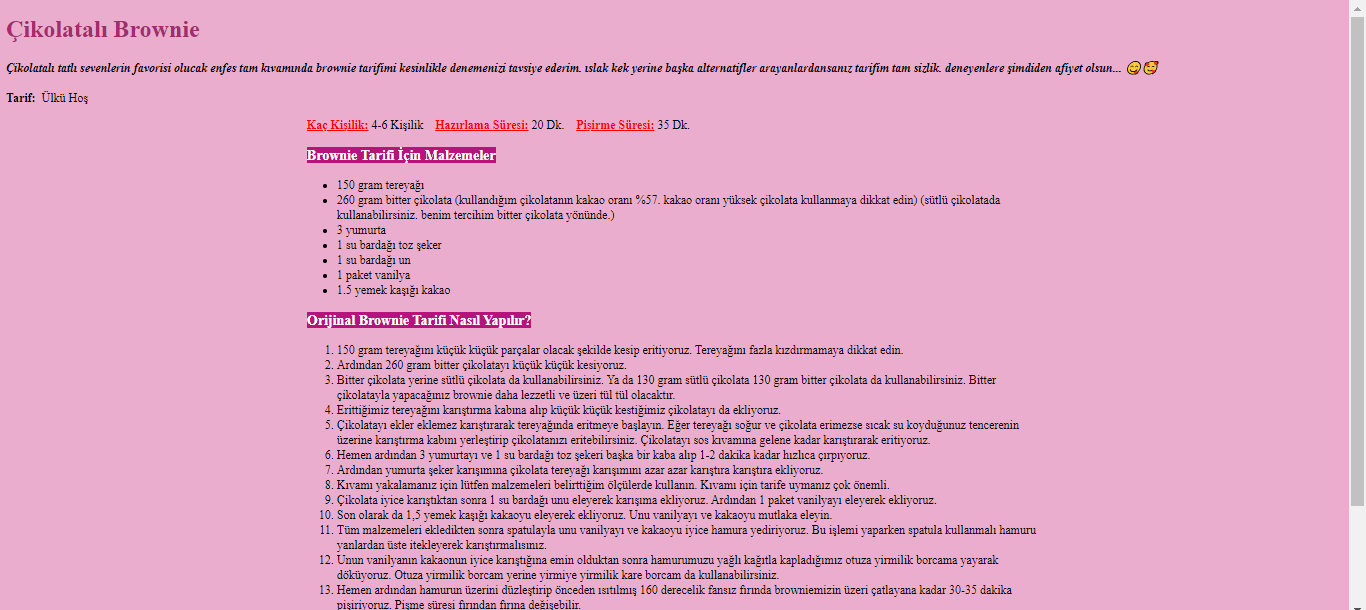 Çikolatalı Brownie
Çikolatalı tatlı sevenlerin favorisi olucak enfes tam kıvamında brownie tarifimi kesinlikle denemenizi tavsiye ederim. ıslak kek yerine başka alternatifler arayanlardansanız tarifim tam sizlik. deneyenlere şimdiden afiyet olsun... 😋🥰
Tarif: Ülkü Hoş
Kaç Kişilik: 4-6 Kişilik Hazırlama Süresi: 20 Dk. Pişirme Süresi: 35 Dk.
Brownie Tarifi İçin Malzemeler
• 150 gram tereyağı
• 260 gram bitter çikolata (kullandığım çikolatanın kakao oranı %57. kakao oranı yüksek çikolata kullanmaya dikkat edin) (sütlü çikolatada
kullanabilirsiniz. benim tercihim bitter çikolata yönünde.)
• 3 yumurta
• 1 su bardağı toz şeker
• 1 su bardağı un
• 1 paket vanilya
• 1.5 yemek kaşığı kakao
Orijinal Brownie Tarifi Nasıl Yapılır?
1. 150 gram tereyağını küçük küçük parçalar olacak şekilde kesip eritiyoruz. Tereyağını fazla kızdırmamaya dikkat edin.
2. Ardından 260 gram bitter çikolatayı küçük küçük kesiyoruz.
3. Bitter çikolata yerine sütlü çikolata da kullanabilirsiniz. Ya da 130 gram sütlü çikolata 130 gram bitter çikolata da kullanabilirsiniz. Bitter
çikolatayla yapacağınız brownie daha lezzetli ve üzeri tül tül olacaktır.
4. Erittiğimiz tereyağını karıştırma kabına alıp küçük küçük kestiğimiz çikolatayı da ekliyoruz.
5. Çikolatayı ekler eklemez karıştırarak tereyağında eritmeye başlayın. Eğer tereyağı soğur ve çikolata erimezse sıcak su koyduğunuz tencerenin
üzerine karıştırma kabını yerleştirip çikolatanızı eritebilirsiniz. Çikolatayı sos kıvamına gelene kadar karıştırarak eritiyoruz.
6. Hemen ardından 3 yumurtayı ve 1 su bardağı toz şekeri başka bir kaba alıp 1-2 dakika kadar hızlıca çırpıyoruz.
7. Ardından yumurta şeker karışımına çikolata tereyağı karışımını azar azar karıştıra karıştıra ekliyoruz.
8. Kıvamı yakalamanız için lütfen malzemeleri belirttiğim ölçülerde kullanın. Kıvamı için tarife uymanız çok önemli.
9. Çikolata iyice karıştıktan sonra 1 su bardağı unu eleyerek karışıma ekliyoruz. Ardından 1 paket vanilyayı eleyerek ekliyoruz.
10. Son olarak da 1,5 yemek kaşığı kakaoyu eleyerek ekliyoruz. Unu vanilyayı ve kakaoyu mutlaka eleyin.
11. Tüm malzemeleri ekledikten sonra spatulayla unu vanilyayı ve kakaoyu iyice hamura yediriyoruz. Bu işlemi yaparken spatula kullanmalı hamuru
yanlardan üste itekleyerek karıştırmalısınız.
12. Unun vanilyanın kakaonun iyice karıştığına emin olduktan sonra hamurumuzu yağlı kağıtla kapladığımız otuza yirmilik borcama yayarak
döküyoruz. Otuza yirmilik borcam yerine yirmiye yirmilik kare borcam da kullanabilirsiniz.
13. Hemen ardından hamurun üzerini düzleştirip önceden ısıtılmış 160 derecelik fansız fırında browniemizin üzeri çatlayana kadar 30-35 dakika
pişiriyoruz. Pişme süresi fırından fırına değişebilir.